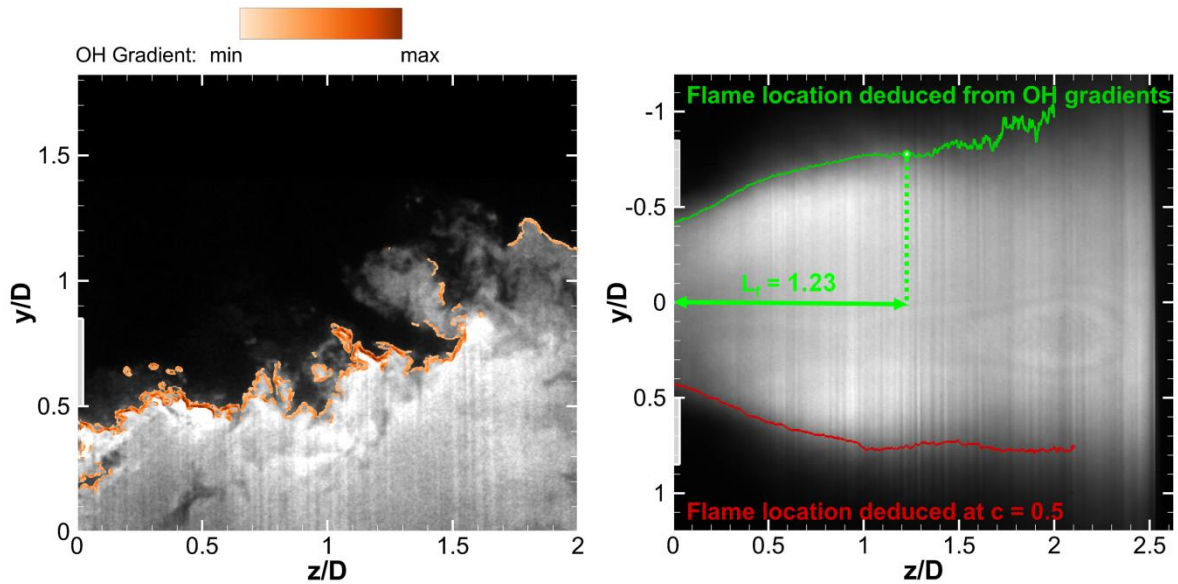 OH Gradient: min max
1.5
1
0.5
0
y/D
0 0.5 1 1.5 2
z/D
Flame location deduced from OH gradients
-1
-0.5
0
0.5
1
y/D
L_f = 1.23
Flame location deduced at c = 0.5
0 0.5 1 1.5 2 2.5
z/D